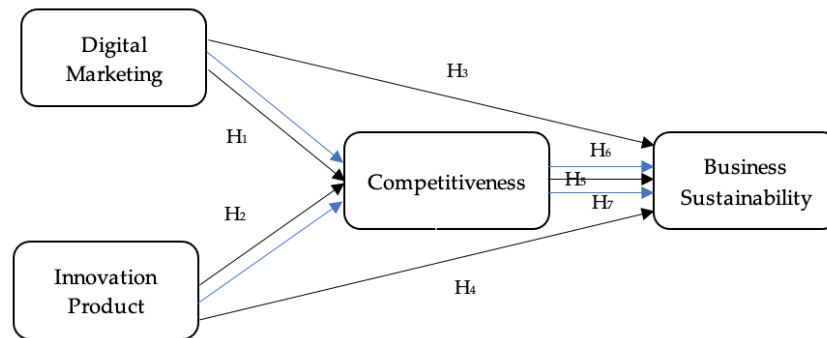 Digital
Marketing
H3
H1
Competitiveness
H6
H5
H7
Business
Sustainability
H2
Innovation
Product
H4